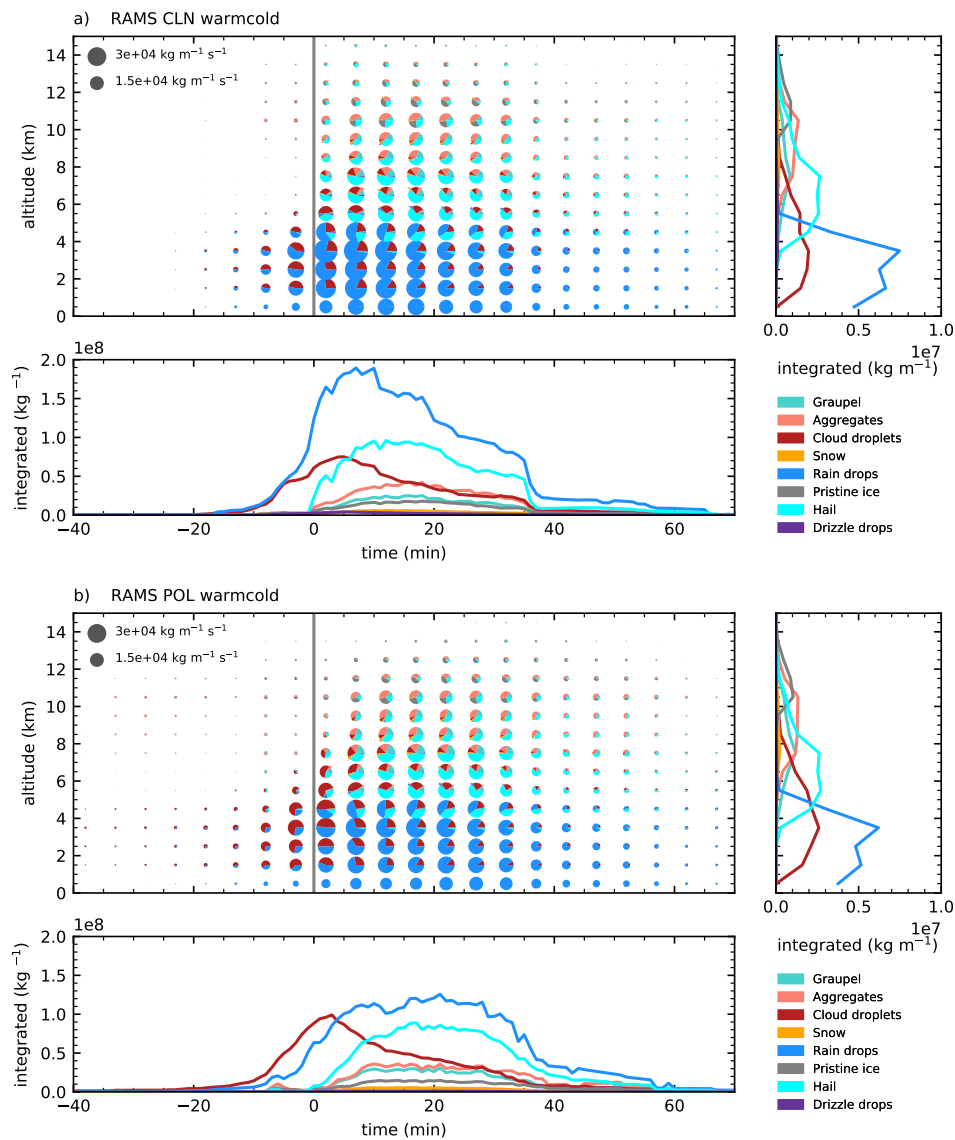 a) RAMS CLN warmcold
3e+04 kg m⁻¹ s⁻¹
1.5e+04 kg m⁻¹ s⁻¹
altitude (km)
14
12
10
8
6
4
2
0
0.0 0.5 1.0
1e7
integrated (kg m⁻¹)
1e8
integrated (kg ⁻¹)
2.0
1.5
1.0
0.5
0.0
−40 −20 0 20 40 60
time (min)
Graupel
Aggregates
Cloud droplets
Snow
Rain drops
Pristine ice
Hail
Drizzle drops
b) RAMS POL warmcold
3e+04 kg m⁻¹ s⁻¹
1.5e+04 kg m⁻¹ s⁻¹
altitude (km)
14
12
10
8
6
4
2
0
0.0 0.5 1.0
1e7
integrated (kg m⁻¹)
1e8
integrated (kg ⁻¹)
2.0
1.5
1.0
0.5
0.0
−40 −20 0 20 40 60
time (min)
Graupel
Aggregates
Cloud droplets
Snow
Rain drops
Pristine ice
Hail
Drizzle drops